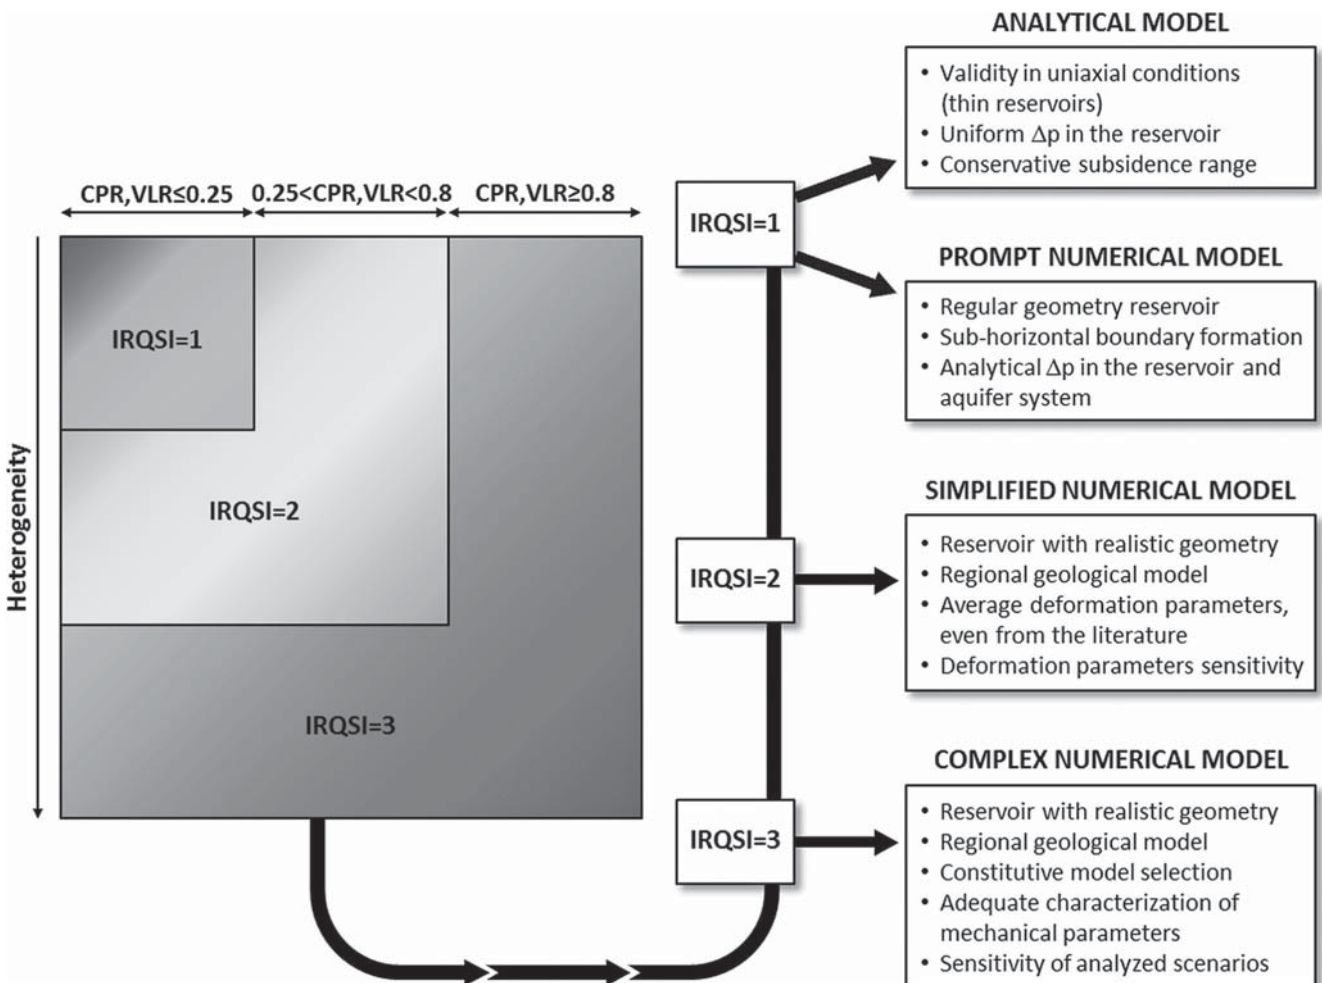 CPR,VLR≤0.25
0.25<CPR,VLR<0.8
CPR,VLR≥0.8
Heterogeneity
IRQSI=1
IRQSI=2
IRQSI=3
IRQSI=1
ANALYTICAL MODEL
• Validity in uniaxial conditions
(thin reservoirs)
• Uniform Δp in the reservoir
• Conservative subsidence range
PROMPT NUMERICAL MODEL
• Regular geometry reservoir
• Sub-horizontal boundary formation
• Analytical Δp in the reservoir and
aquifer system
IRQSI=2
SIMPLIFIED NUMERICAL MODEL
• Reservoir with realistic geometry
• Regional geological model
• Average deformation parameters,
even from the literature
• Deformation parameters sensitivity
IRQSI=3
COMPLEX NUMERICAL MODEL
• Reservoir with realistic geometry
• Regional geological model
• Constitutive model selection
• Adequate characterization of
mechanical parameters
• Sensitivity of analyzed scenarios